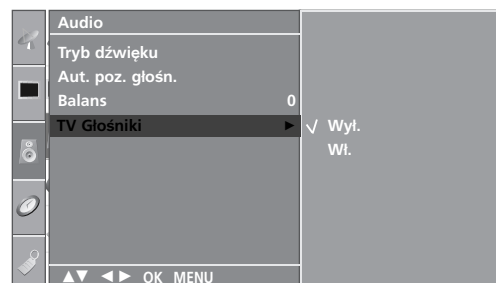 Audio
Tryb dźwięku
Aut. poz. głośn.
Balans 0
TV Głośniki ► √ Wył.
Wł.
▲▼ ◄► OK MENU